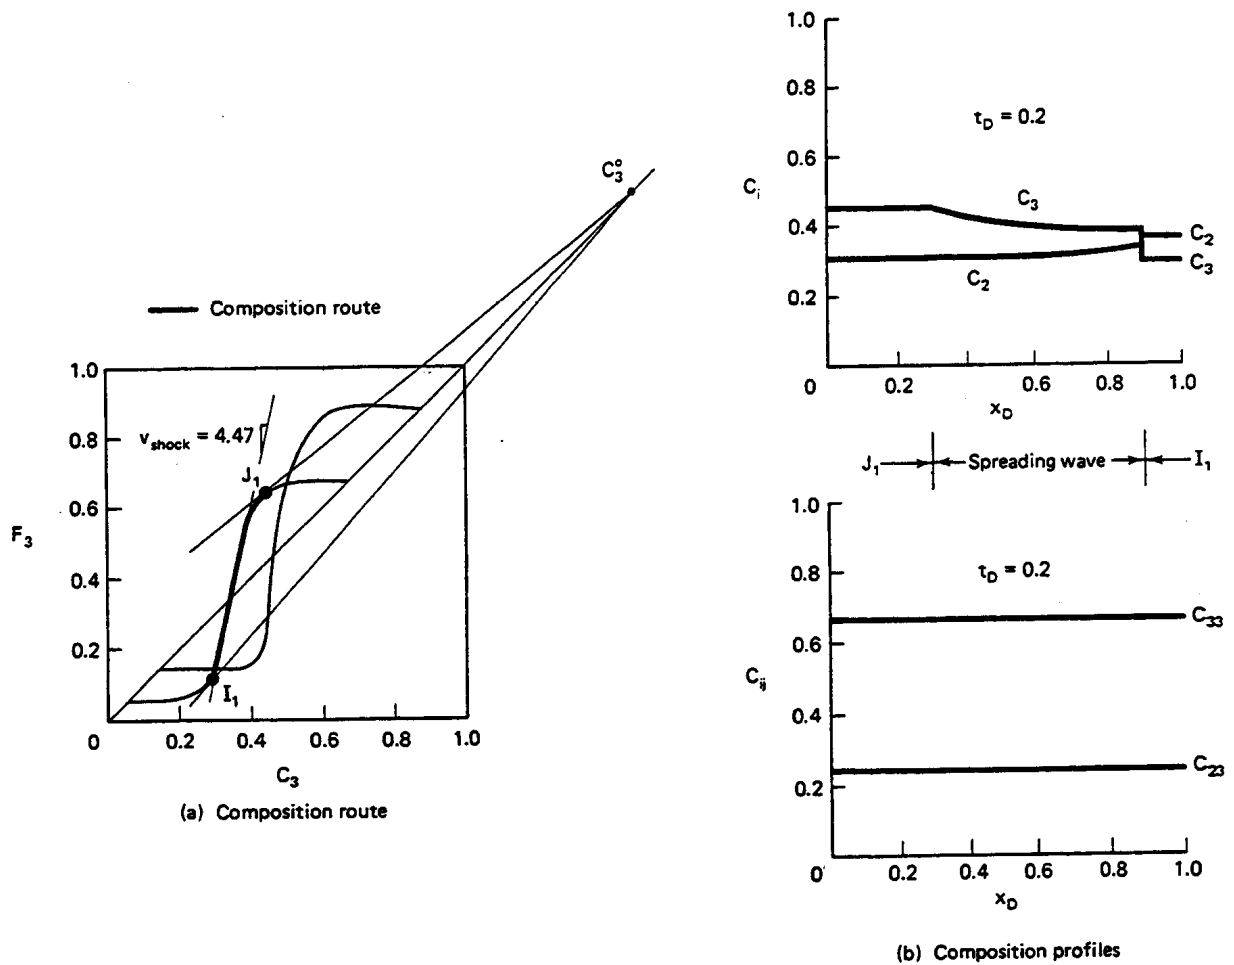 C₃°
Composition route
1.0
0.8
0.6
0.4
0.2
0
F₃
v_shock = 4.47
J₁
I₁
0.2
0.4
0.6
0.8
1.0
C₃
(a) Composition route
1.0
0.8
0.6
0.4
0.2
0
C_i
t_D = 0.2
C₃
C₂
C₂
C₃
0.2
0.6
0.8
1.0
x_D
J₁
Spreading wave
I₁
1.0
0.8
0.6
0.4
0.2
0
C_ij
t_D = 0.2
C₃₃
C₂₃
0.2
0.4
0.6
0.8
1.0
x_D
(b) Composition profiles